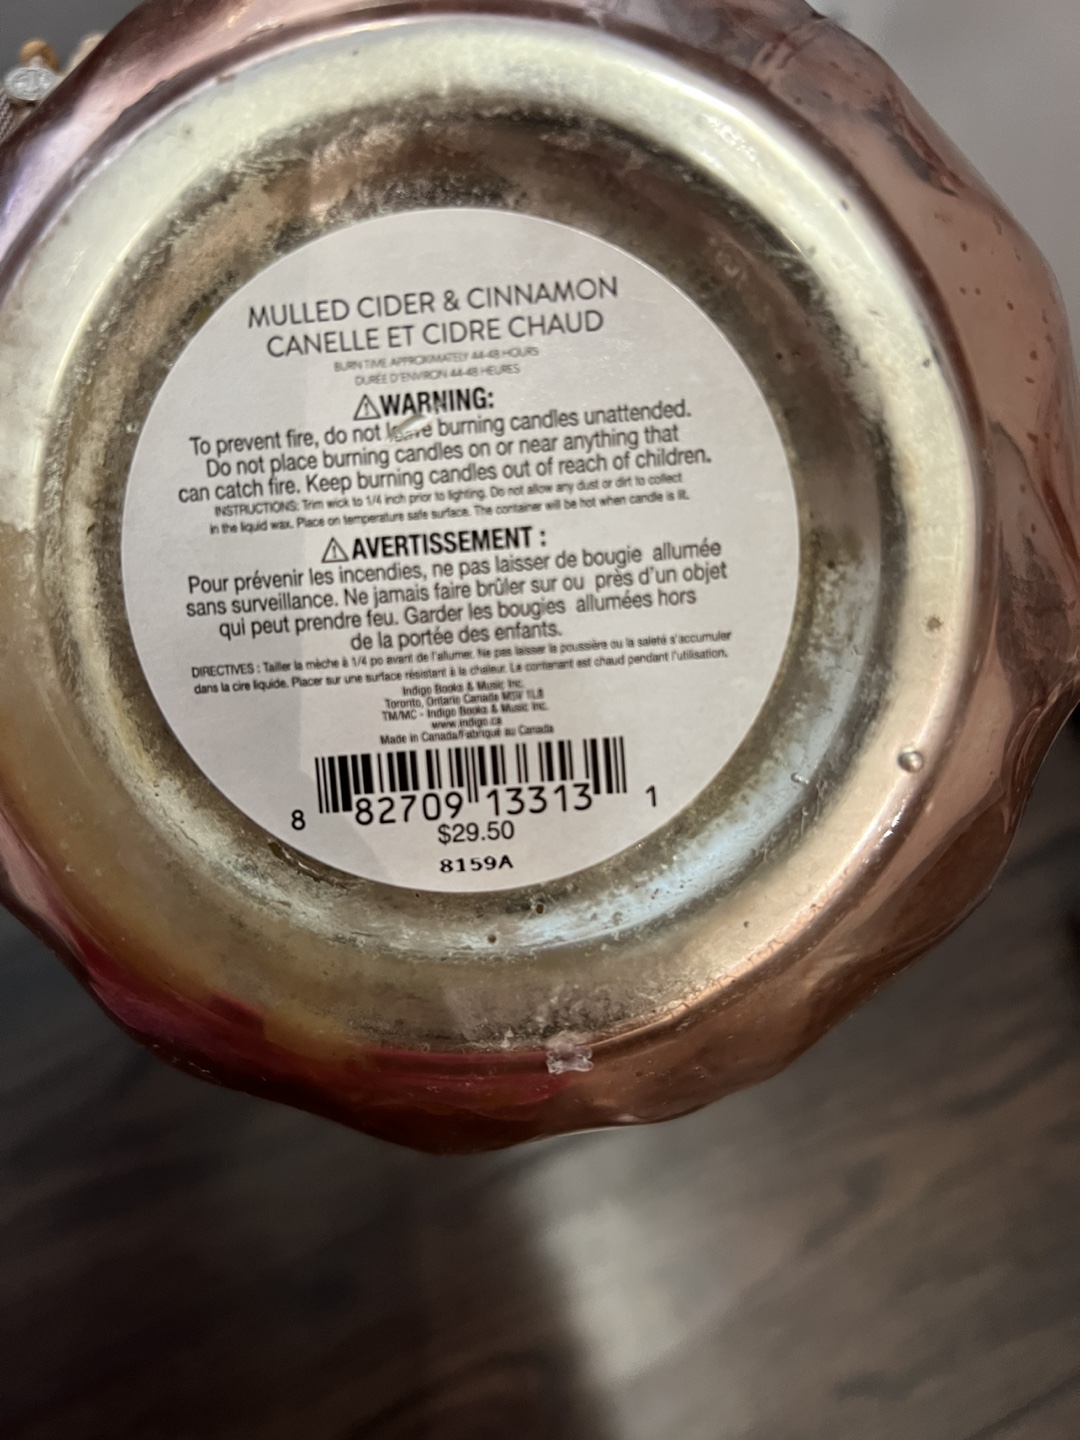 MULLED CIDER & CINNAMON
CANELLE ET CIDRE CHAUD
BURN TIME APPROXIMATELY 44-48 HOURS
DURÉE D'ENVIRON 44-48 HEURES
⚠WARNING:
To prevent fire, do not leave burning candles unattended.
Do not place burning candles on or near anything that
can catch fire. Keep burning candles out of reach of children.
INSTRUCTIONS: Trim wick to 1/4 inch prior to lighting. Do not allow any dust or dirt to collect
in the liquid wax. Place on temperature safe surface. The container will be hot when candle is lit.
⚠AVERTISSEMENT :
Pour prévenir les incendies, ne pas laisser de bougie allumée
sans surveillance. Ne jamais faire brûler sur ou près d'un objet
qui peut prendre feu. Garder les bougies allumées hors
de la portée des enfants.
DIRECTIVES : Tailler la mèche à 1/4 po avant de l'allumer. Ne pas laisser la poussière ou la saleté s'accumuler
dans la cire liquide. Placer sur une surface résistant à la chaleur. Le contenant est chaud pendant l'utilisation.
Indigo Books & Music Inc.
Toronto, Ontario Canada M5V 1L8
TM/MC - Indigo Books & Music Inc.
www.indigo.ca
Made in Canada/Fabriqué au Canada
8 82709 13313 1
$29.50
8159A